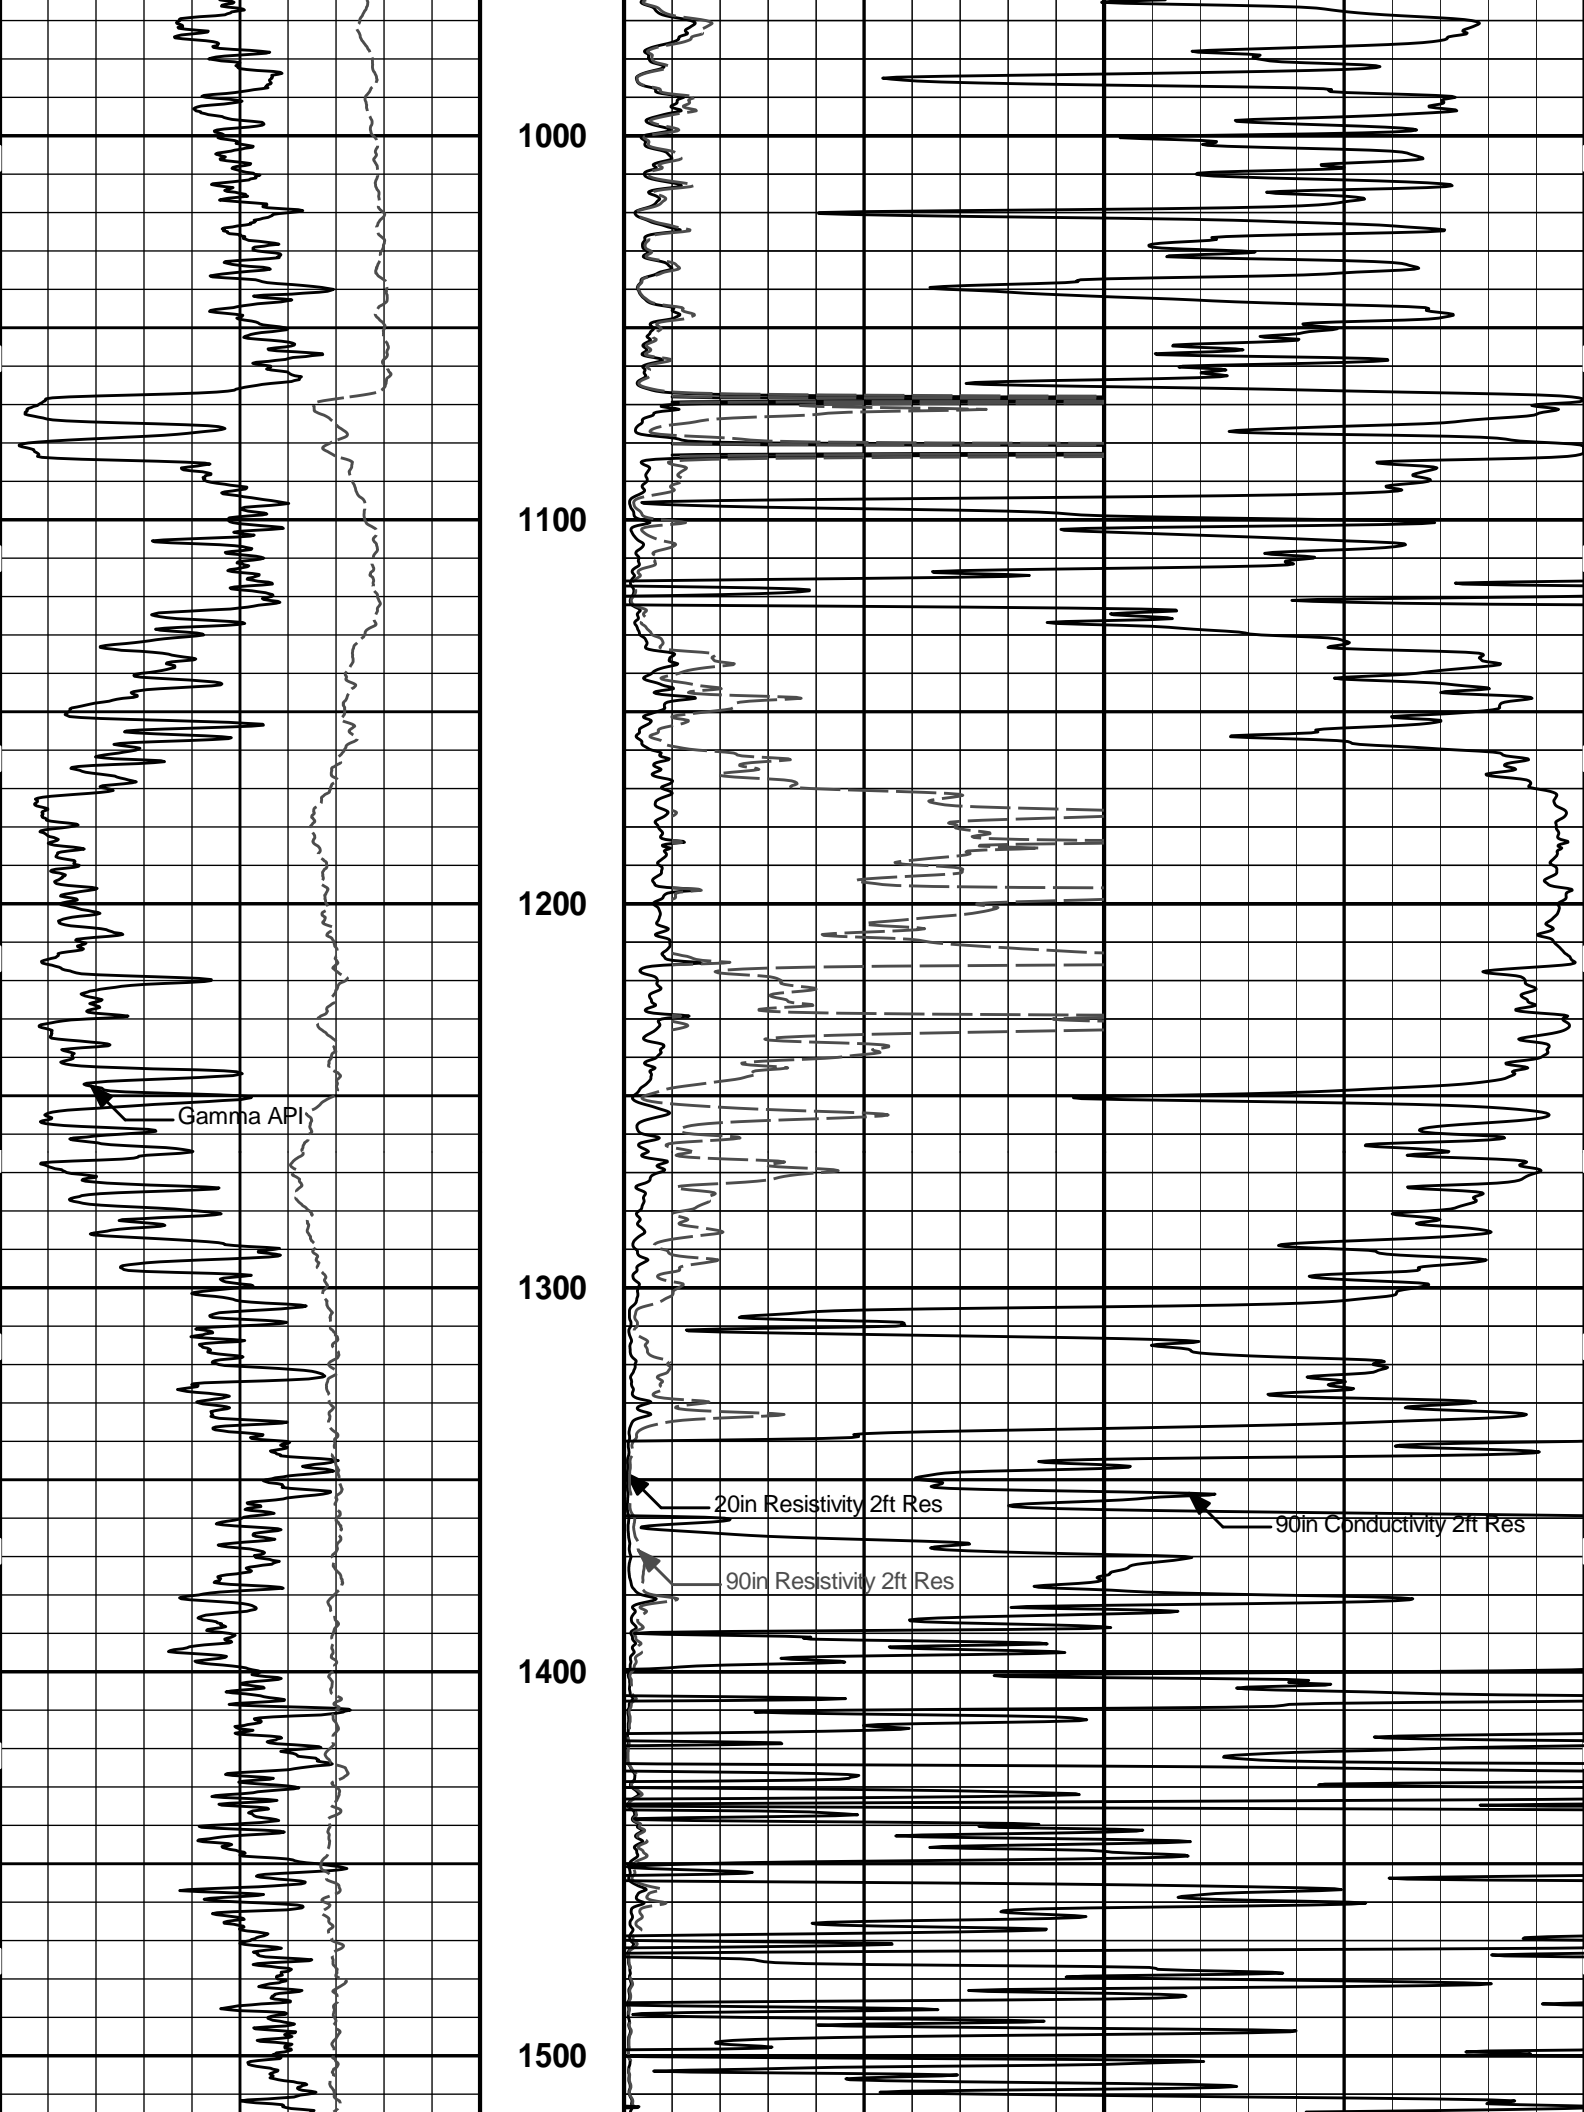 1000
1100
1200
Gamma API
1300
20in Resistivity 2ft Res
90in Conductivity 2ft Res
90in Resistivity 2ft Res
1400
1500